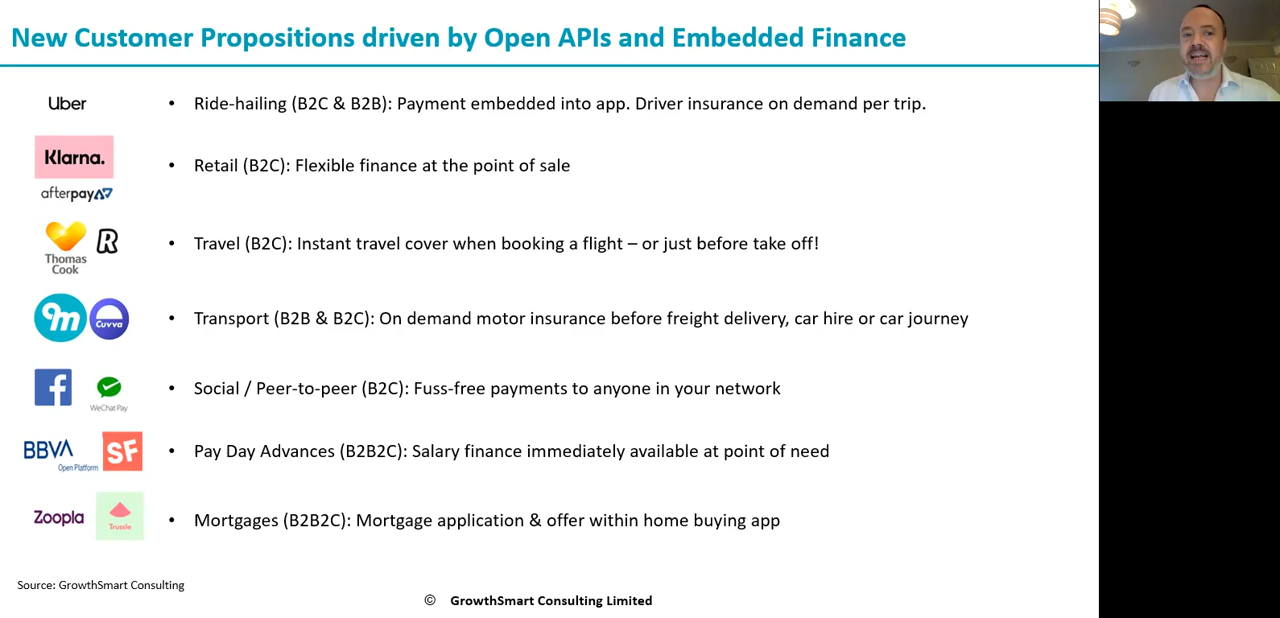 New Customer Propositions driven by Open APIs and Embedded Finance
Uber
• Ride-hailing (B2C & B2B): Payment embedded into app. Driver insurance on demand per trip.
Klarna.
• Retail (B2C): Flexible finance at the point of sale
afterpay
Thomas
Cook
R
• Travel (B2C): Instant travel cover when booking a flight – or just before take off!
m
Cuvva
• Transport (B2B & B2C): On demand motor insurance before freight delivery, car hire or car journey
f
WeChat Pay
• Social / Peer-to-peer (B2C): Fuss-free payments to anyone in your network
BBVA
Open Platform
SF
• Pay Day Advances (B2B2C): Salary finance immediately available at point of need
Zoopla
Trussle
• Mortgages (B2B2C): Mortgage application & offer within home buying app
Source: GrowthSmart Consulting
© GrowthSmart Consulting Limited